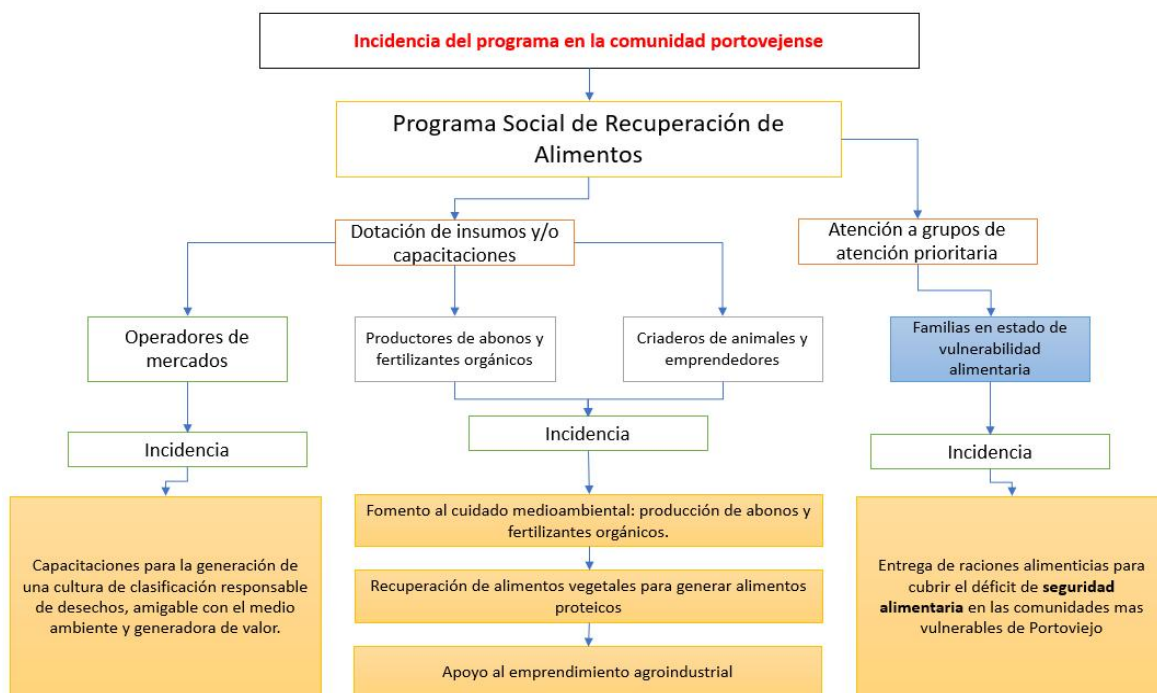 Incidencia del programa en la comunidad portovejense
Programa Social de Recuperación de
Alimentos
Dotación de insumos y/o
capacitaciones
Atención a grupos de
atención prioritaria
Operadores de
mercados
Productores de abonos y
fertilizantes orgánicos
Criaderos de animales y
emprendedores
Familias en estado de
vulnerabilidad
alimentaria
Incidencia
Incidencia
Incidencia
Capacitaciones para la generación de
una cultura de clasificación responsable
de desechos, amigable con el medio
ambiente y generadora de valor.
Fomento al cuidado medioambiental: producción de abonos y
fertilizantes orgánicos.
Recuperación de alimentos vegetales para generar alimentos
proteicos
Apoyo al emprendimiento agroindustrial
Entrega de raciones alimenticias para
cubrir el déficit de seguridad
alimentaria en las comunidades mas
vulnerables de Portoviejo